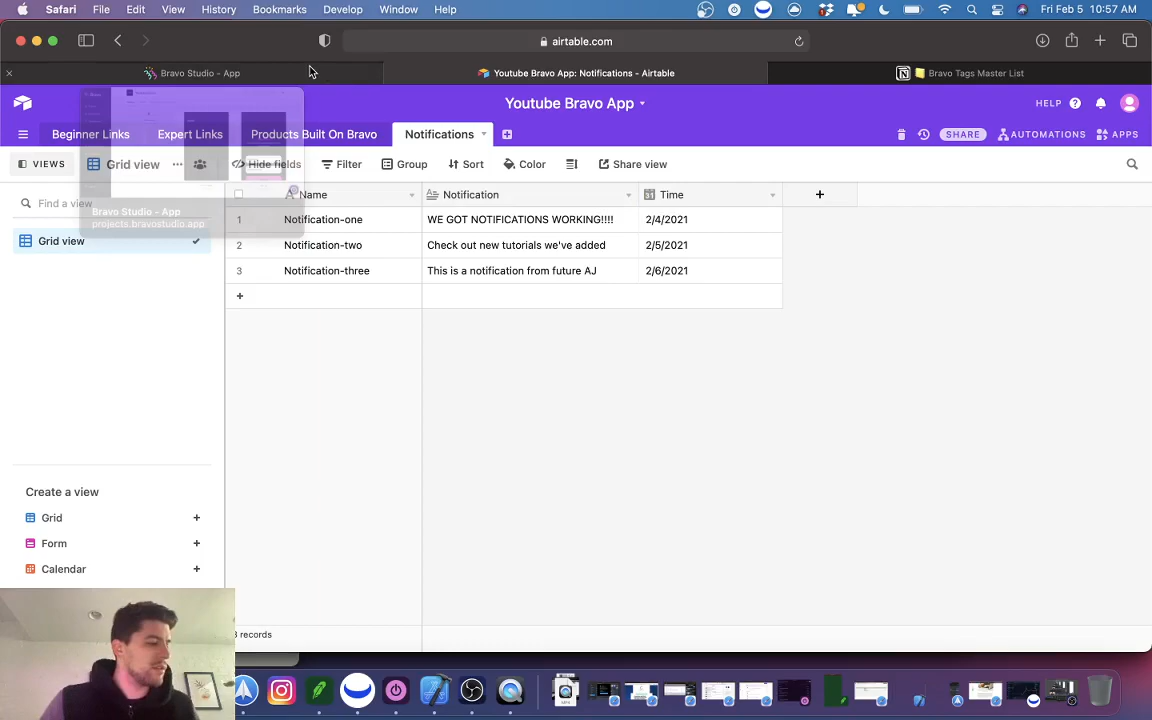 Safari File Edit View History Bookmarks Develop Window Help Fri Feb 5 10:57 AM
airtable.com
Bravo Studio - App Youtube Bravo App: Notifications - Airtable Bravo Tags Master List
Youtube Bravo App HELP
Beginner Links Expert Links Products Built On Bravo Notifications SHARE AUTOMATIONS APPS
VIEWS Grid view Hide fields Filter Group Sort Color Share view
Find a view Name Notification Time
Bravo Studio - App
projects.bravostudio.app
1 Notification-one WE GOT NOTIFICATIONS WORKING!!!! 2/4/2021
Grid view 2 Notification-two Check out new tutorials we've added 2/5/2021
3 Notification-three This is a notification from future AJ 2/6/2021
Create a view
Grid
Form
Calendar
3 records